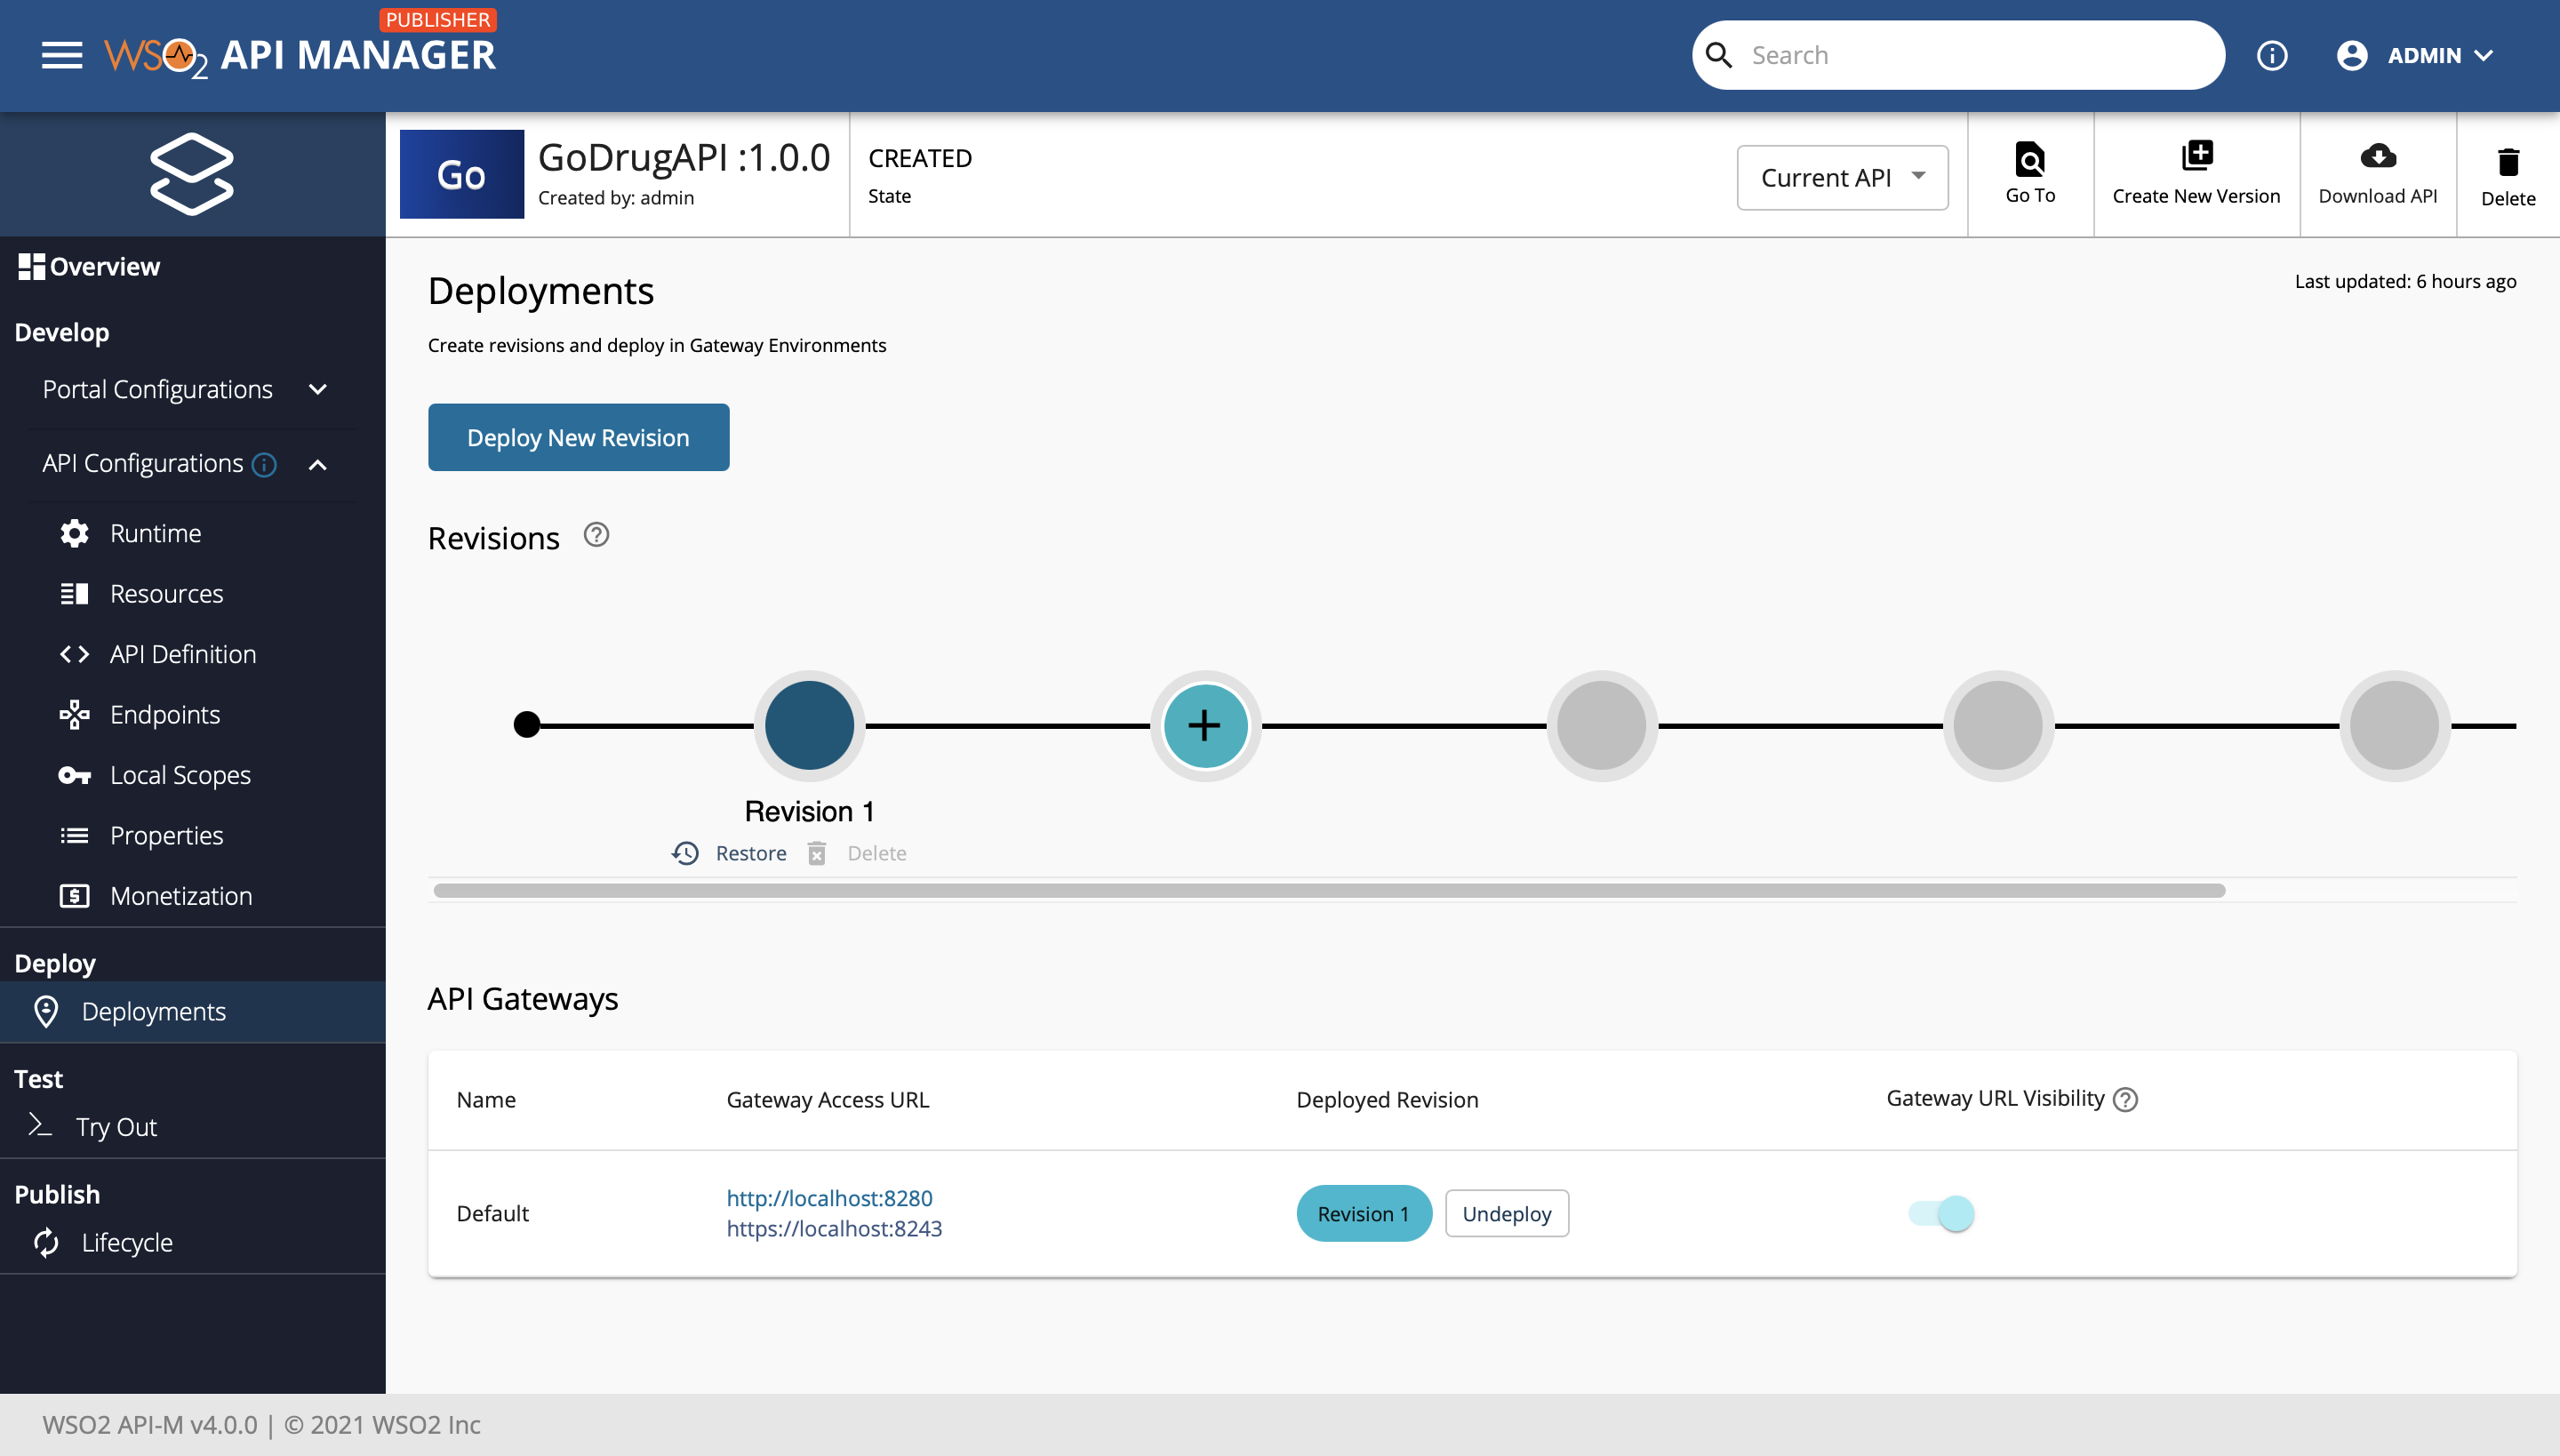 PUBLISHER
WSO2 API MANAGER
Search
ADMIN
Go
GoDrugAPI :1.0.0
Created by: admin
CREATED
State
Current API
Go To
Create New Version
Download API
Delete
Overview
Develop
Portal Configurations
API Configurations
Runtime
Resources
API Definition
Endpoints
Local Scopes
Properties
Monetization
Deploy
Deployments
Test
Try Out
Publish
Lifecycle
Deployments
Last updated: 6 hours ago
Create revisions and deploy in Gateway Environments
Deploy New Revision
Revisions
Revision 1
Restore Delete
API Gateways
Name Gateway Access URL Deployed Revision Gateway URL Visibility
Default
http://localhost:8280
https://localhost:8243
Revision 1 Undeploy
WSO2 API-M v4.0.0 | © 2021 WSO2 Inc